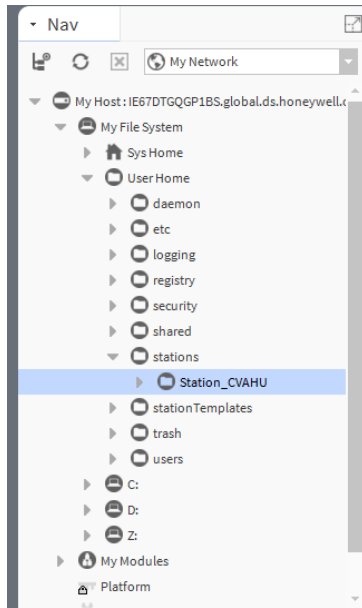 Nav
My Network
My Host : IE67DTGQGP1BS.global.ds.honeywell.c
My File System
Sys Home
User Home
daemon
etc
logging
registry
security
shared
stations
Station_CVAHU
stationTemplates
trash
users
C:
D:
Z:
My Modules
Platform